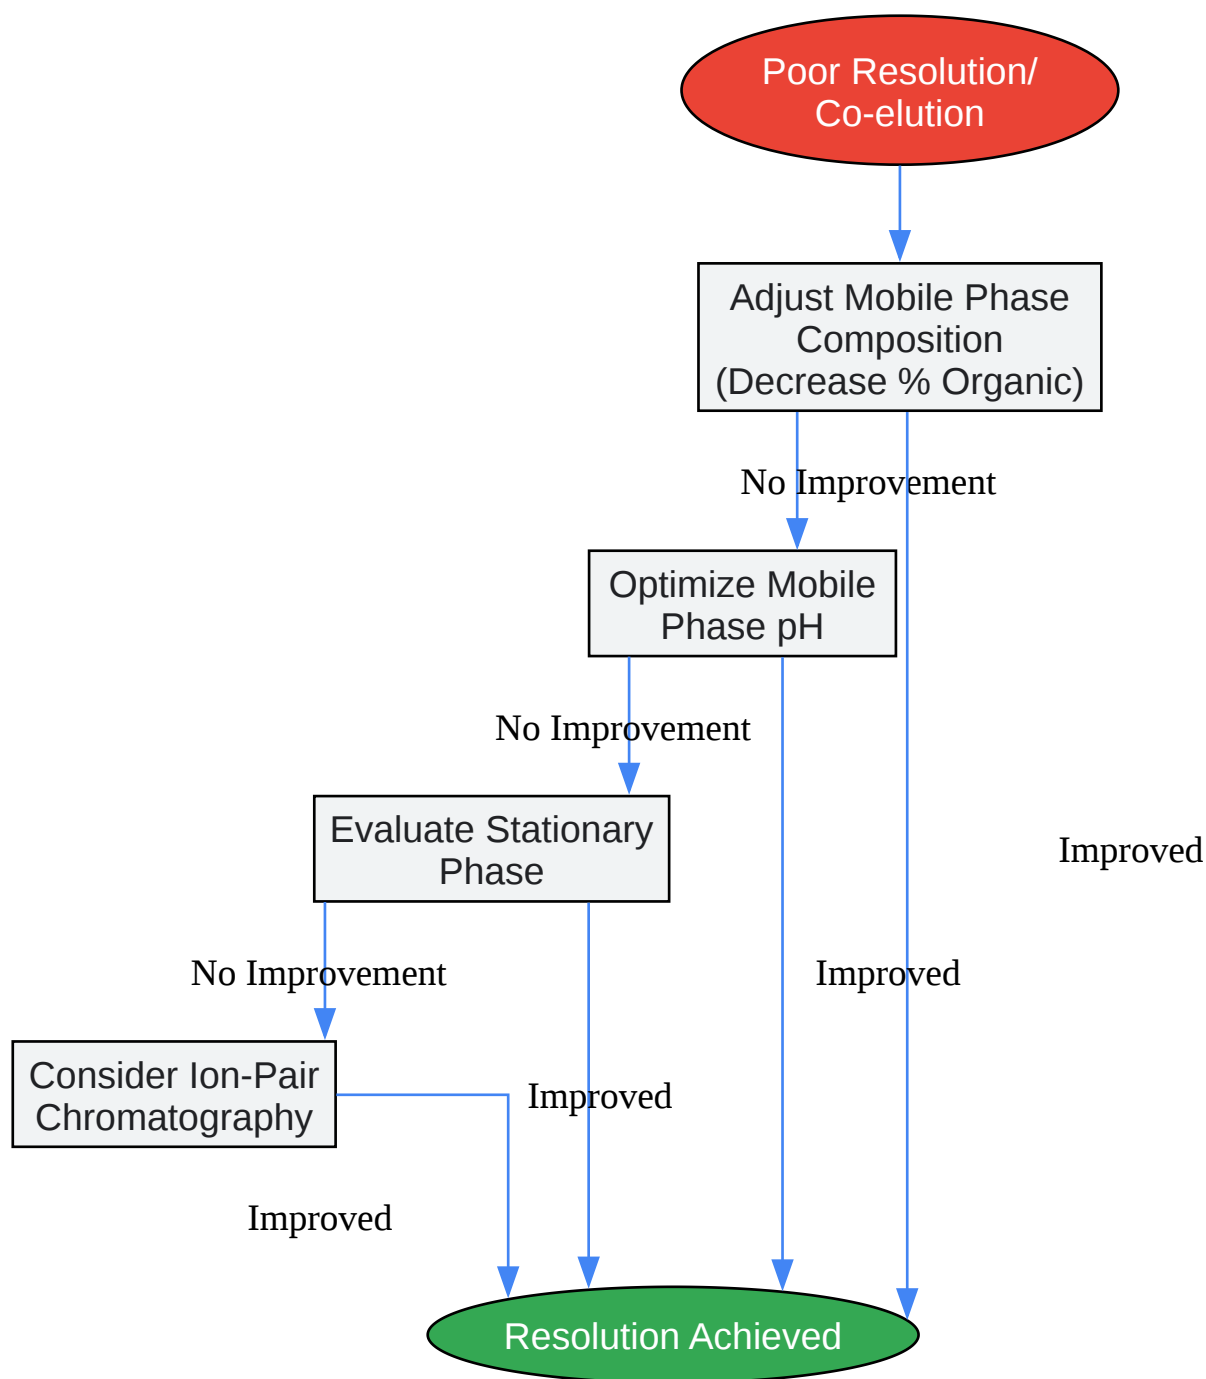 Poor Resolution/
Co-elution
Adjust Mobile Phase
Composition
(Decrease % Organic)
No Improvement
Optimize Mobile
Phase pH
No Improvement
Evaluate Stationary
Phase
Improved
No Improvement
Improved
Consider Ion-Pair
Chromatography
Improved
Improved
Resolution Achieved